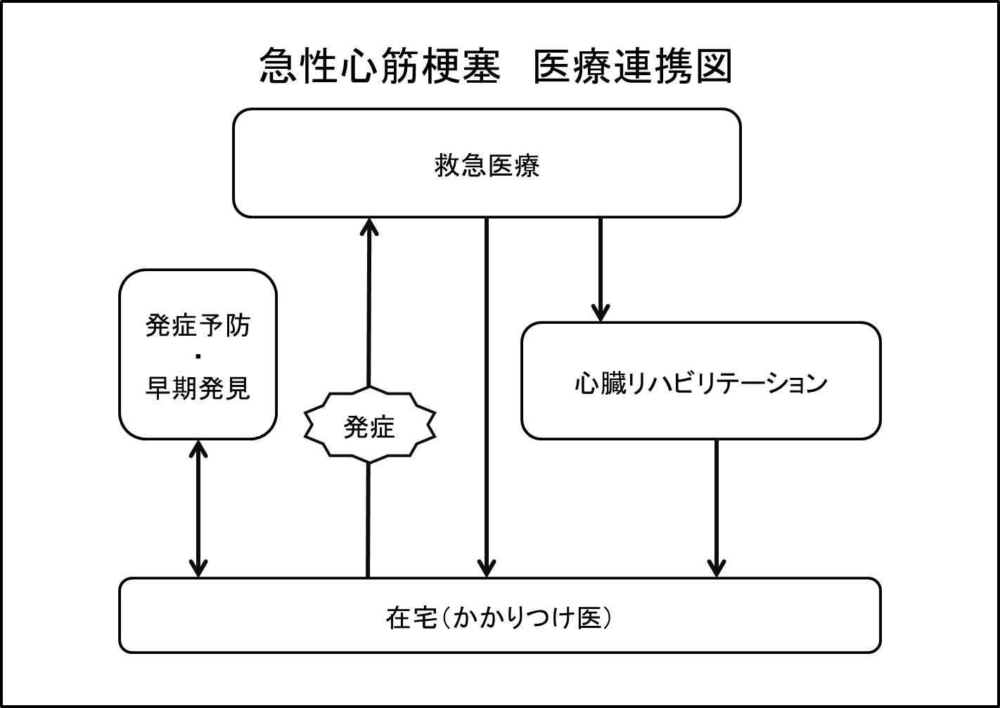 急性心筋梗塞　医療連携図
救急医療
発症予防
・
早期発見
発症
心臓リハビリテーション
在宅（かかりつけ医）